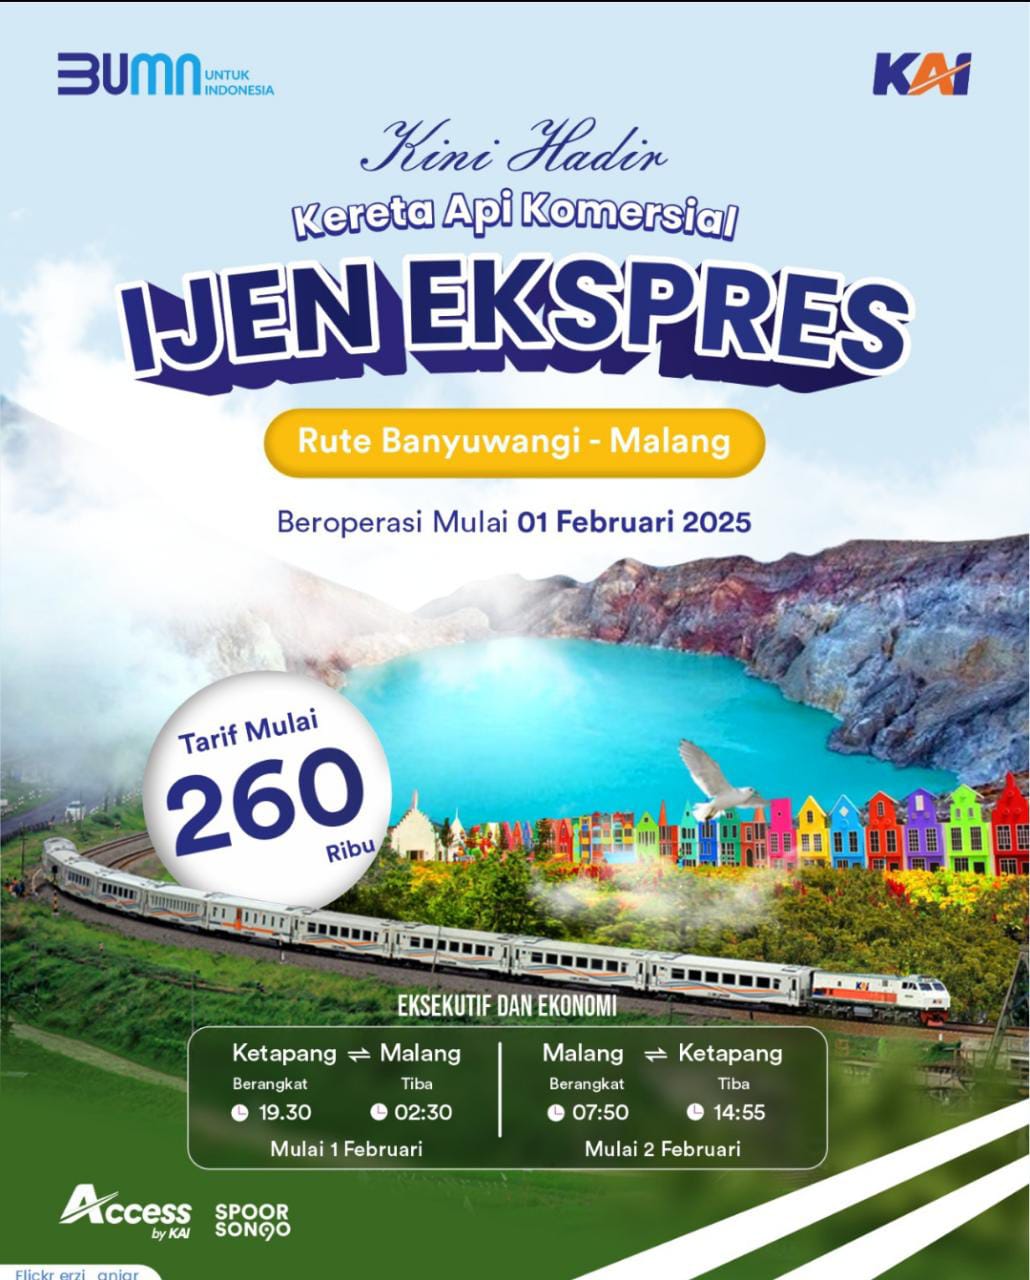 BUMN UNTUK
INDONESIA
KAI
Kini Hadir
Kereta Api Komersial
IJEN EKSPRES
Rute Banyuwangi - Malang
Beroperasi Mulai 01 Februari 2025
Tarif Mulai
260
Ribu
KAI
EKSEKUTIF DAN EKONOMI
Ketapang ⇌ Malang
Berangkat Tiba
19.30 02:30
Mulai 1 Februari
Malang ⇌ Ketapang
Berangkat Tiba
07:50 14:55
Mulai 2 Februari
Access
by KAI
SPOOR
SONGO